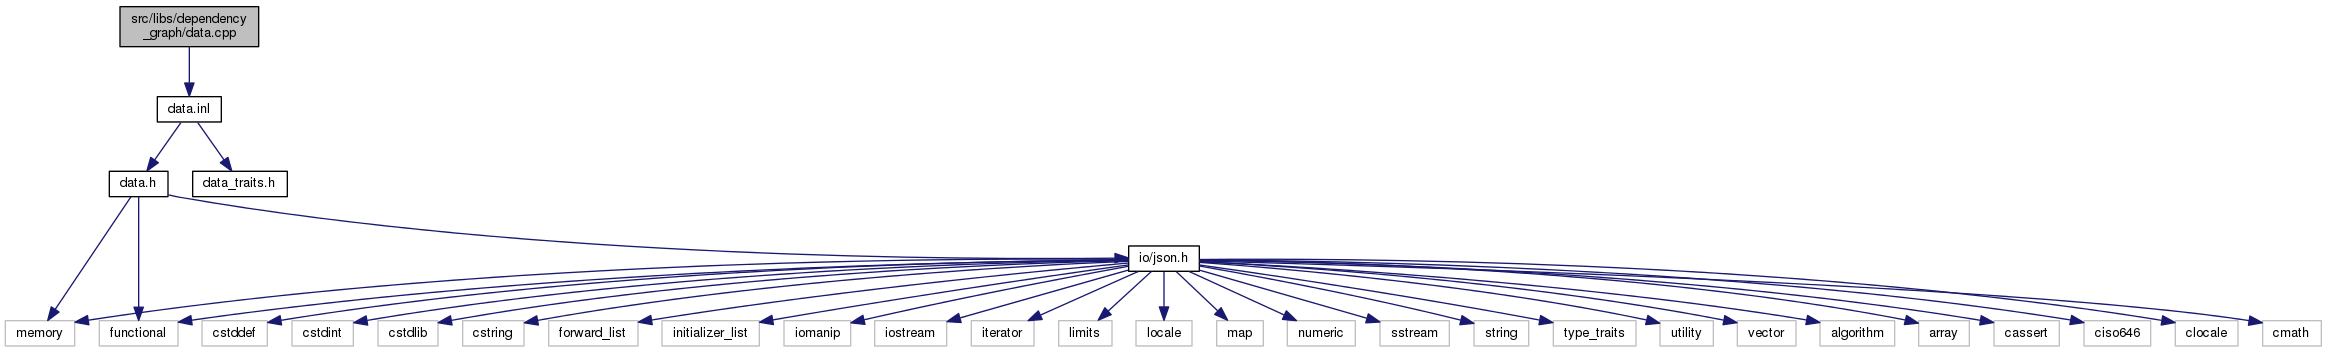 src/libs/dependency
_graph/data.cpp
data.inl
data.h
data_traits.h
io/json.h
memory
functional
cstddef
cstdint
cstdlib
cstring
forward_list
initializer_list
iomanip
iostream
iterator
limits
locale
map
numeric
sstream
string
type_traits
utility
vector
algorithm
array
cassert
ciso646
clocale
cmath